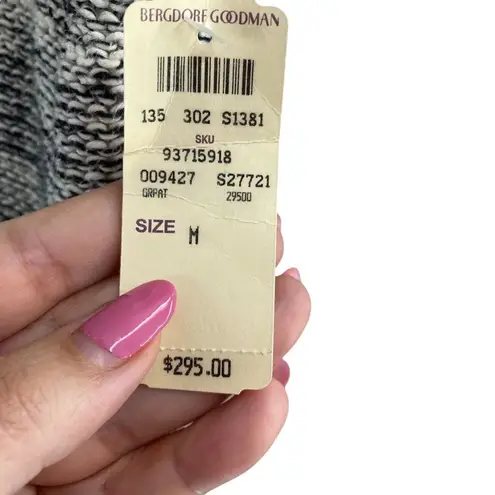 BERGDORF GOODMAN
135 302 S1381
SKU
93715918
009427 S27721
GRPAT 29500
SIZE M
$295.00